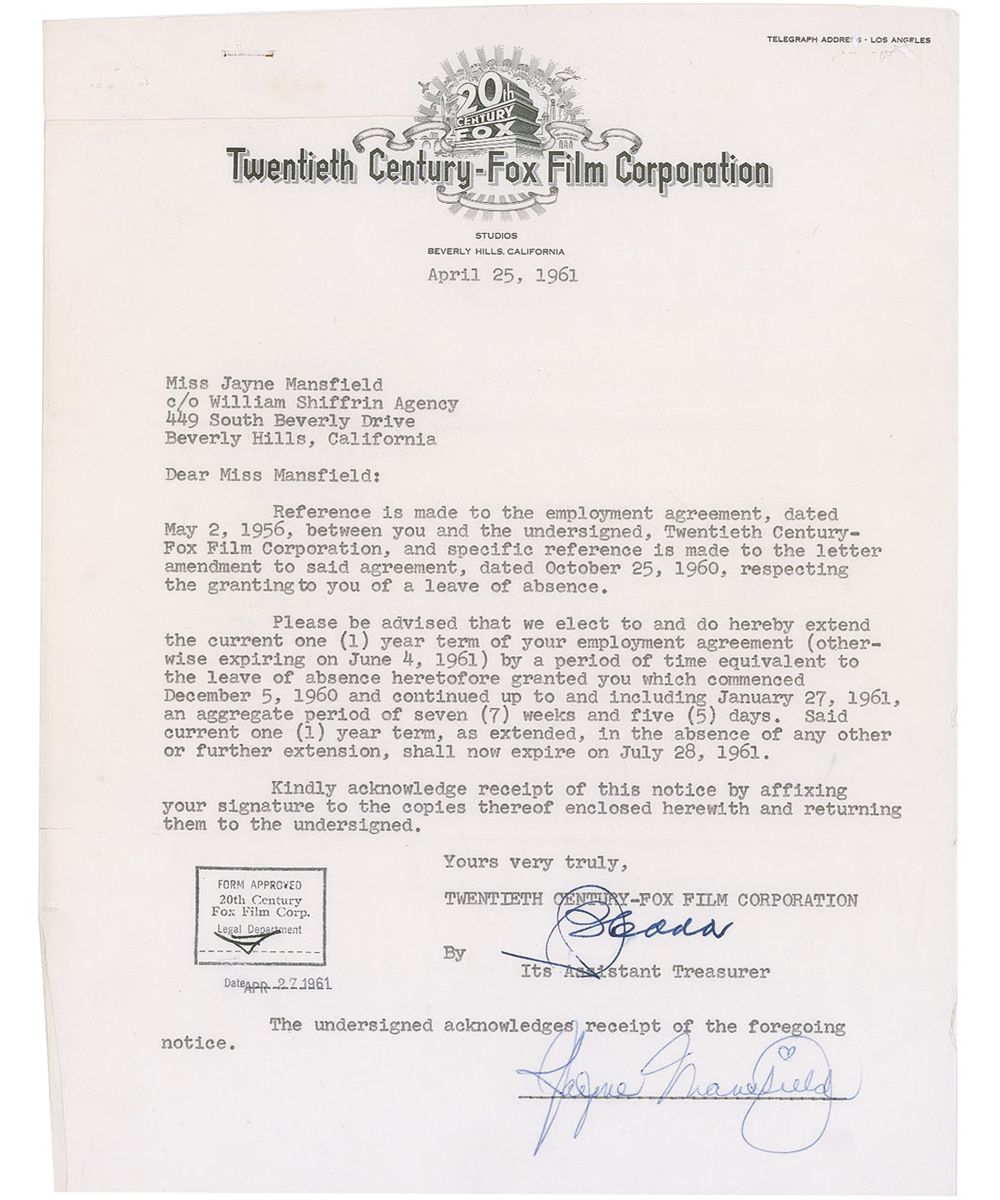 TELEGRAPH ADDRESS - LOS ANGELES
20th
CENTURY
FOX
Twentieth Century-Fox Film Corporation
STUDIOS
BEVERLY HILLS, CALIFORNIA
April 25, 1961
Miss Jayne Mansfield
c/o William Shiffrin Agency
449 South Beverly Drive
Beverly Hills, California
Dear Miss Mansfield:
Reference is made to the employment agreement, dated
May 2, 1956, between you and the undersigned, Twentieth Century-
Fox Film Corporation, and specific reference is made to the letter
amendment to said agreement, dated October 25, 1960, respecting
the granting to you of a leave of absence.
Please be advised that we elect to and do hereby extend
the current one (1) year term of your employment agreement (other-
wise expiring on June 4, 1961) by a period of time equivalent to
the leave of absence heretofore granted you which commenced
December 5, 1960 and continued up to and including January 27, 1961,
an aggregate period of seven (7) weeks and five (5) days. Said
current one (1) year term, as extended, in the absence of any other
or further extension, shall now expire on July 28, 1961.
Kindly acknowledge receipt of this notice by affixing
your signature to the copies thereof enclosed herewith and returning
them to the undersigned.
Yours very truly,
TWENTIETH CENTURY-FOX FILM CORPORATION
By
Its Assistant Treasurer
FORM APPROVED
20th Century
Fox Film Corp.
Legal Department
Date APR 27 1961
The undersigned acknowledges receipt of the foregoing
notice.
Jayne Mansfield